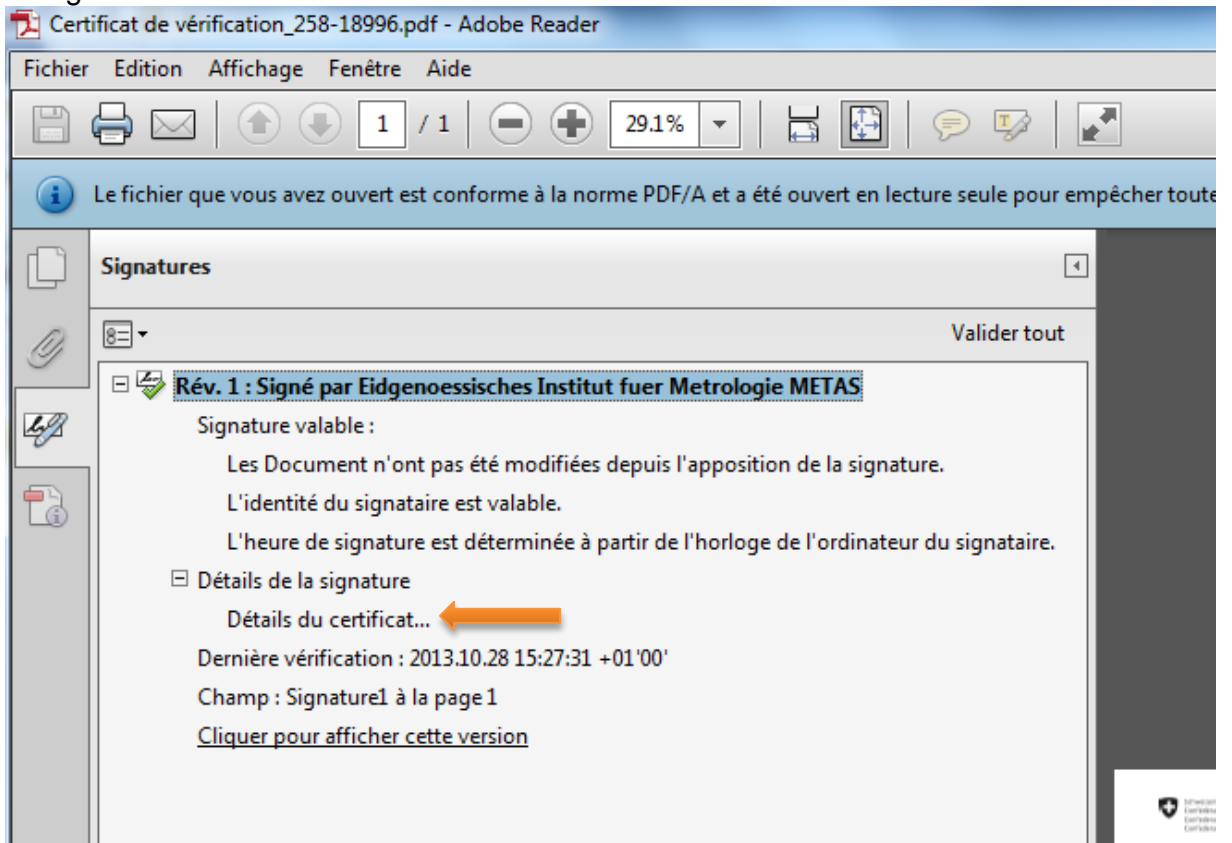 Certificat de vérification_258-18996.pdf - Adobe Reader
Fichier Edition Affichage Fenêtre Aide
1 / 1 29.1%
Le fichier que vous avez ouvert est conforme à la norme PDF/A et a été ouvert en lecture seule pour empêcher toute
Signatures
Valider tout
Rév. 1 : Signé par Eidgenoessisches Institut fuer Metrologie METAS
Signature valable :
Les Document n'ont pas été modifiées depuis l'apposition de la signature.
L'identité du signataire est valable.
L'heure de signature est déterminée à partir de l'horloge de l'ordinateur du signataire.
Détails de la signature
Détails du certificat...
Dernière vérification : 2013.10.28 15:27:31 +01'00'
Champ : Signature1 à la page 1
Cliquer pour afficher cette version